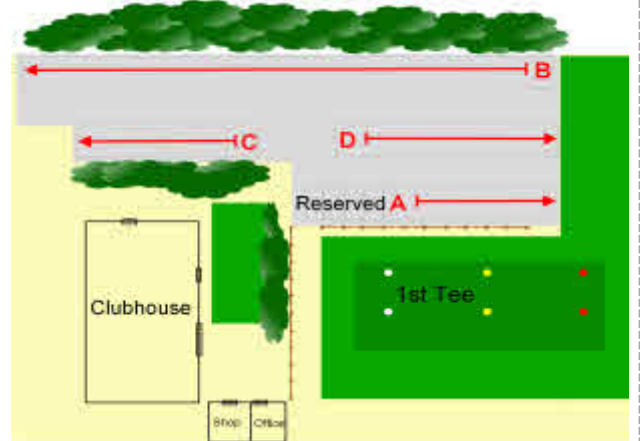 B
C
D
Reserved A
1st Tee
Clubhouse
Shop
Office